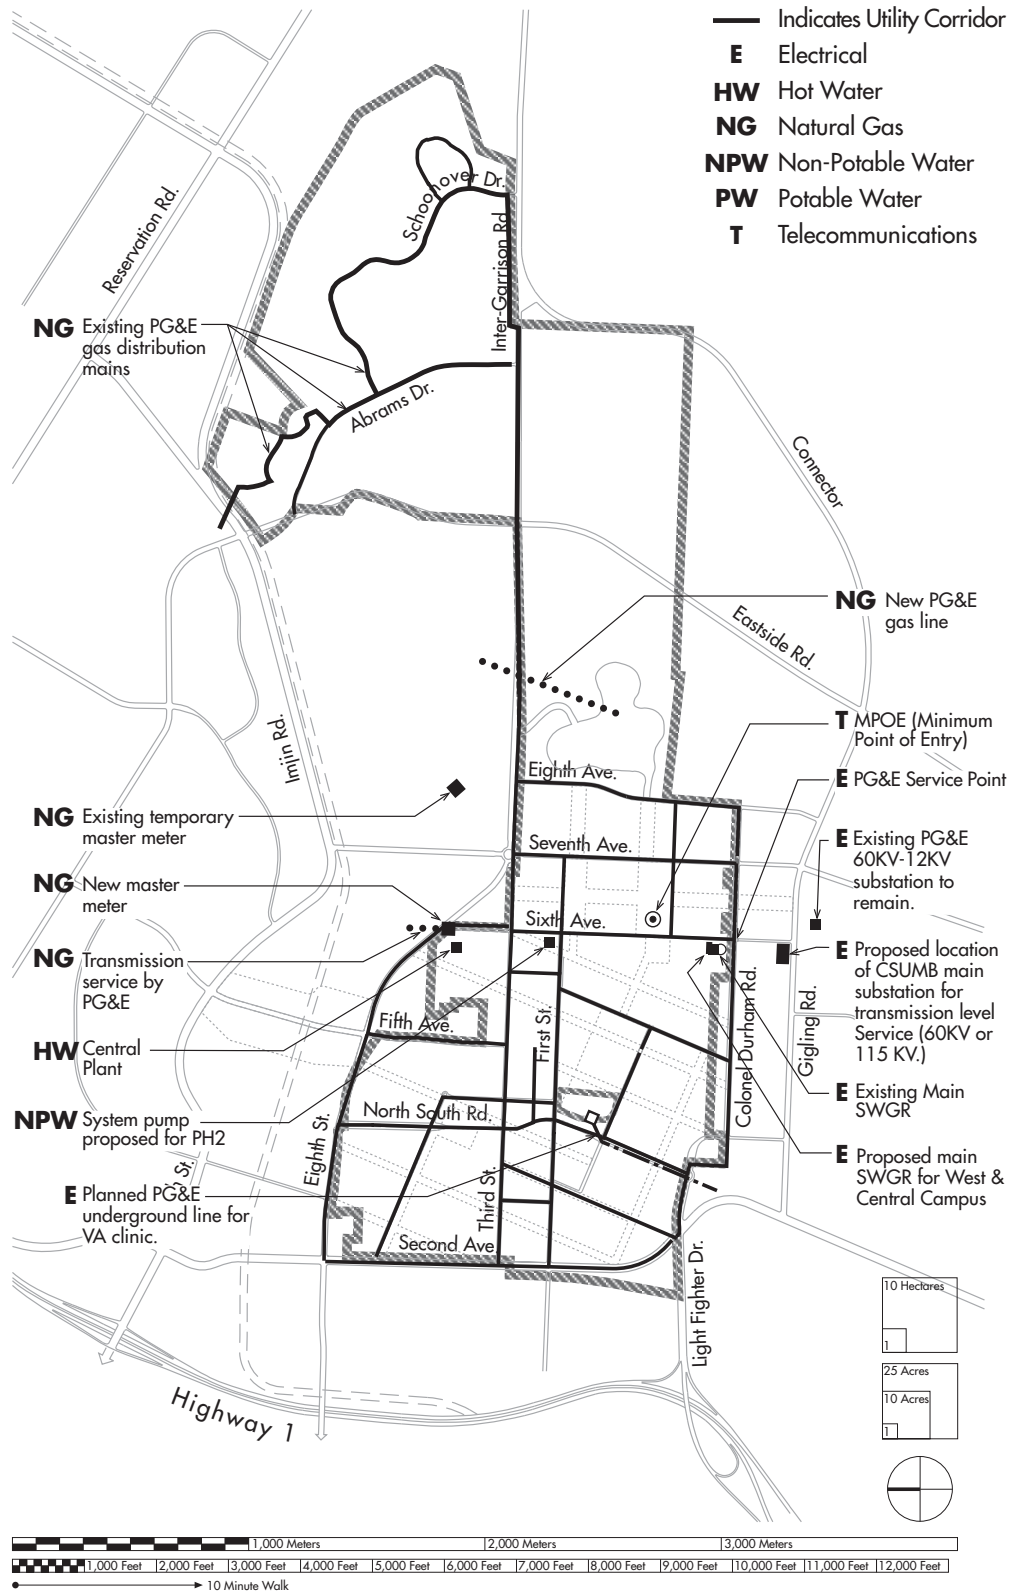 Indicates Utility Corridor
E Electrical
HW Hot Water
NG Natural Gas
NPW Non-Potable Water
PW Potable Water
T Telecommunications
Reservation Rd.
Schoonover Dr.
Inter-Garrison Rd
NG Existing PG&E
gas distribution
mains
Abrams Dr.
Connector
NG New PG&E
gas line
Eastside Rd.
Imjin Rd.
T MPOE (Minimum
Point of Entry)
Eighth Ave.
E PG&E Service Point
NG Existing temporary
master meter
Seventh Ave.
E Existing PG&E
60KV-12KV
substation to
remain.
NG New master
meter
Sixth Ave.
NG Transmission
service by
PG&E
E Proposed location
of CSUMB main
substation for
transmission level
Service (60KV or
115 KV.)
Fifth Ave.
First St.
Colonel Durham Rd.
Gigling Rd.
HW Central
Plant
E Existing Main
SWGR
NPW System pump
proposed for PH2
North South Rd.
Eighth St.
E Proposed main
SWGR for West &
Central Campus
St.
E Planned PG&E
underground line for
VA clinic.
Third St.
Second Ave.
Light Fighter Dr.
10 Hectares
1
25 Acres
10 Acres
1
Highway 1
1,000 Meters 2,000 Meters 3,000 Meters
1,000 Feet 2,000 Feet 3,000 Feet 4,000 Feet 5,000 Feet 6,000 Feet 7,000 Feet 8,000 Feet 9,000 Feet 10,000 Feet 11,000 Feet 12,000 Feet
10 Minute Walk